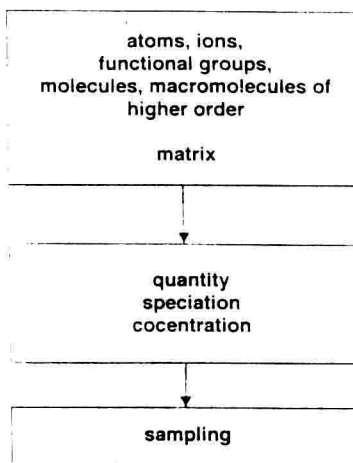 atoms, ions,
functional groups,
molecules, macromolecules of
higher order
matrix
quantity
speciation
cocentration
sampling